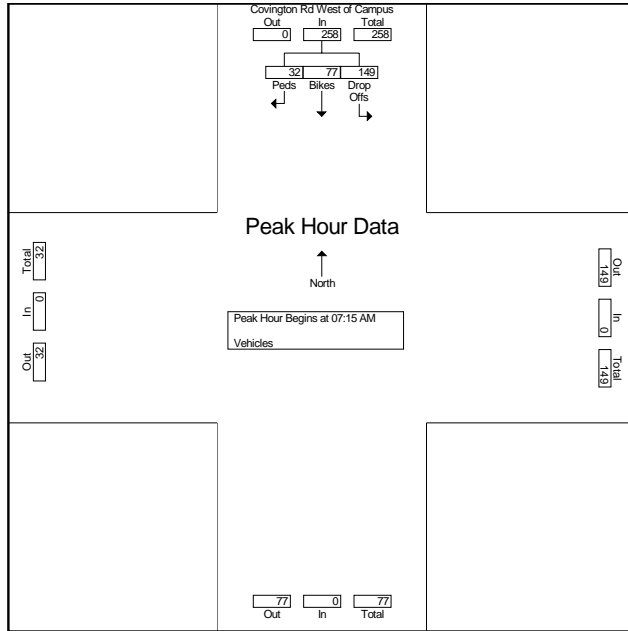 Covington Rd West of Campus
Out In Total
0 258 258
32 77 149
Peds Bikes Drop Offs
Peak Hour Data
North
Peak Hour Begins at 07:15 AM
Vehicles
Total 32
In 0
Out 32
Out 149
In 0
Total 149
77 0 77
Out In Total